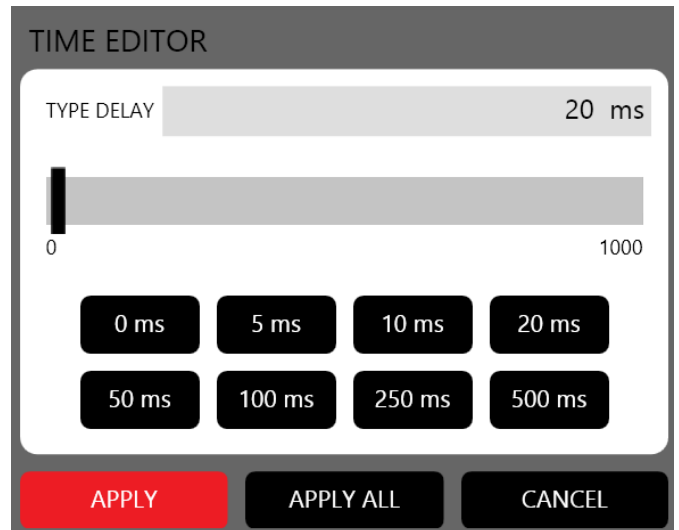 TIME EDITOR
TYPE DELAY 20 ms
0 1000
0 ms 5 ms 10 ms 20 ms
50 ms 100 ms 250 ms 500 ms
APPLY APPLY ALL CANCEL